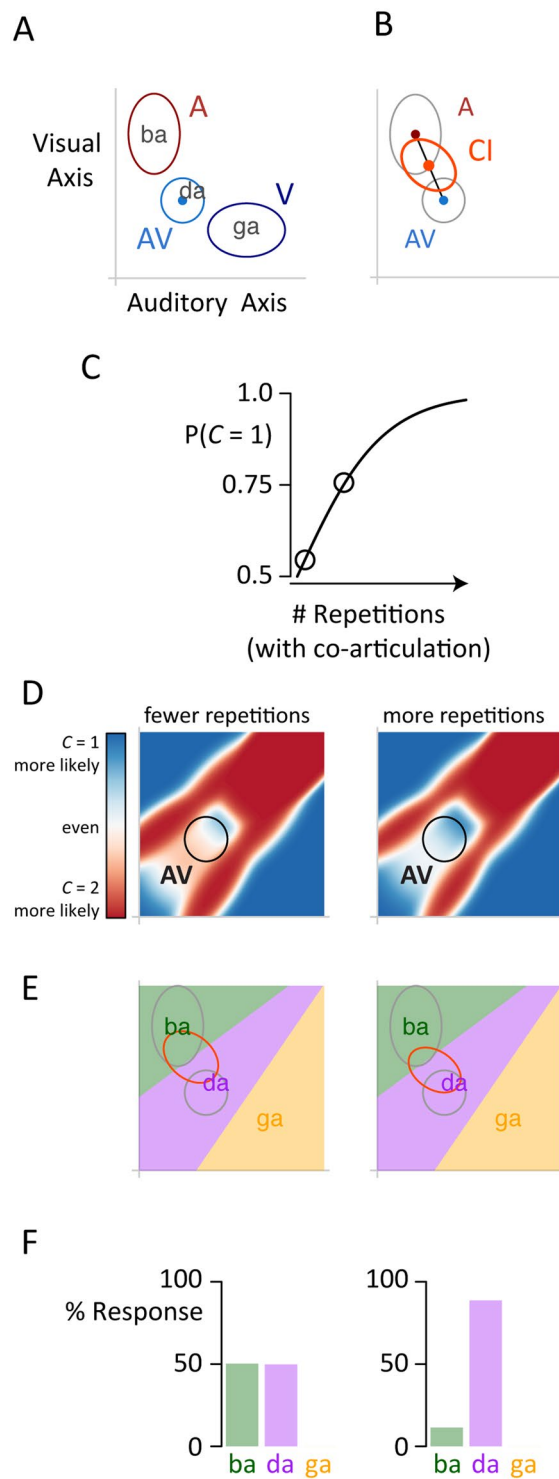 A
B
A
ba
Visual
Axis
da
V
AV
ga
Auditory Axis
A
CI
AV
C
1.0
P(C = 1)
0.75
0.5
# Repetitions
(with co-articulation)
D
fewer repetitions
more repetitions
C = 1
more likely
even
C = 2
more likely
AV
AV
E
ba
da
ga
ba
da
ga
F
100
% Response
50
0
ba da ga
100
50
0
ba da ga